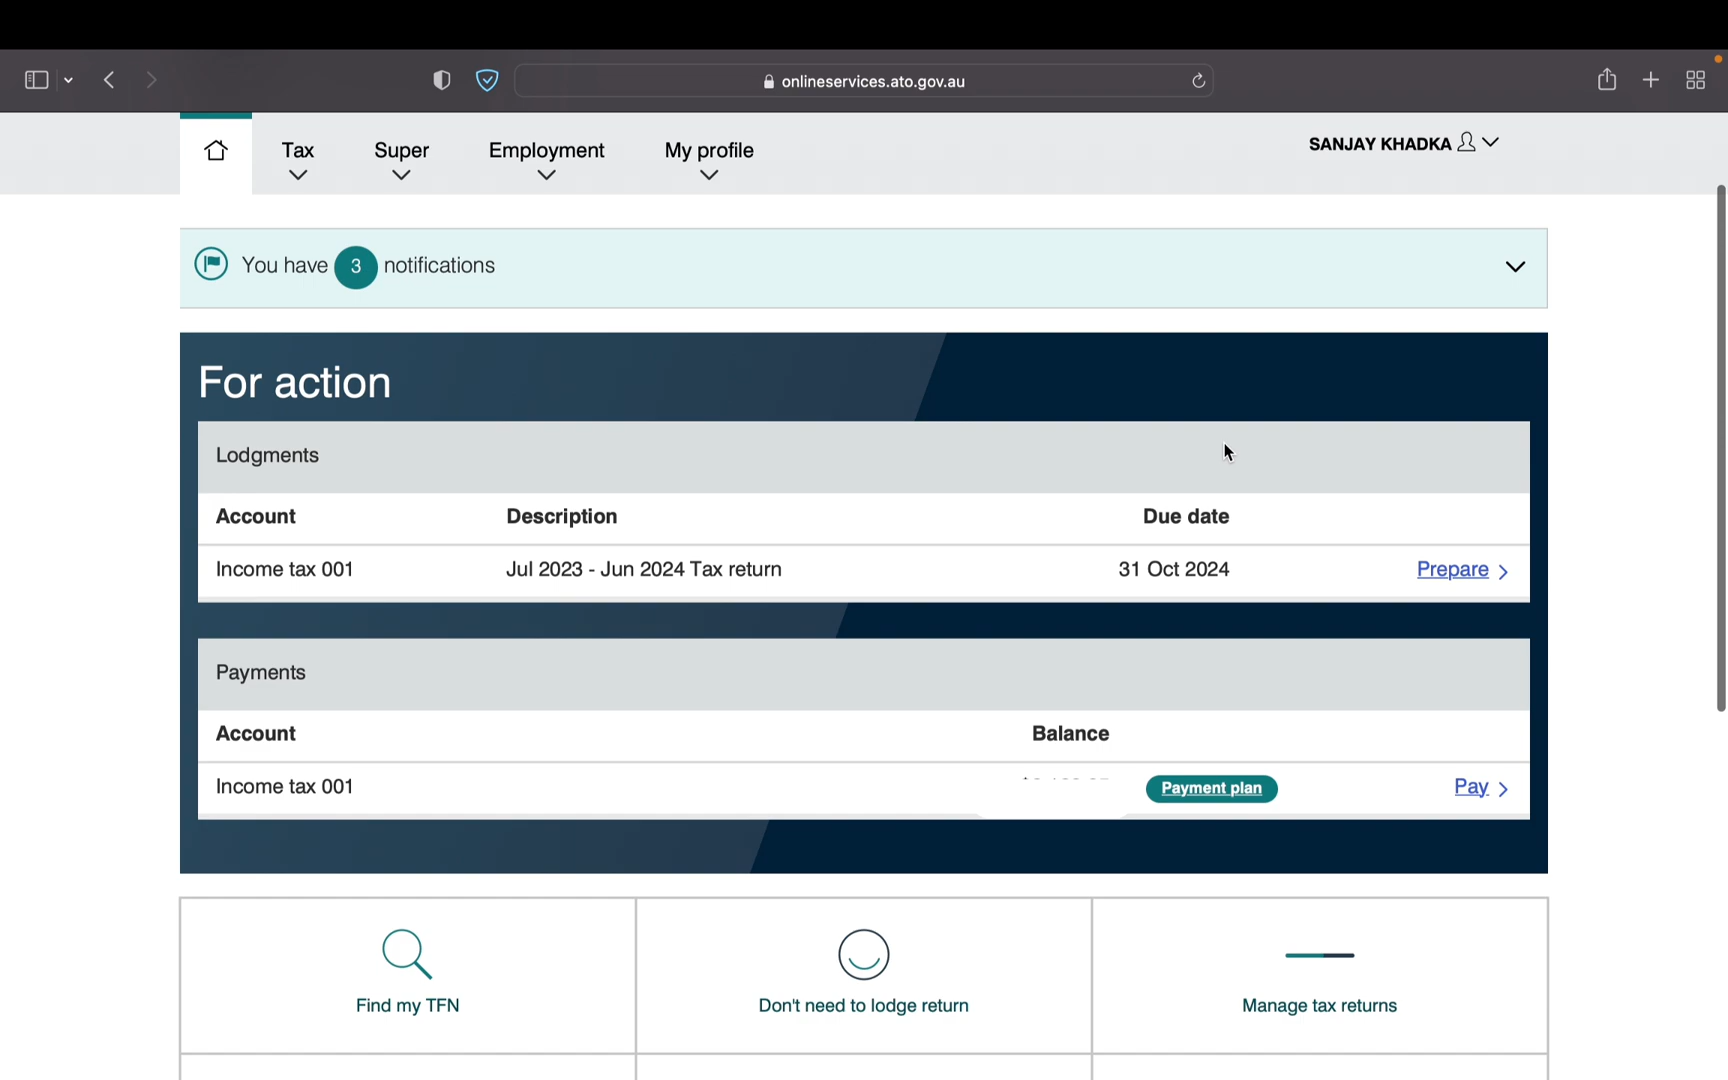 onlineservices.ato.gov.au
Tax
Super
Employment
My profile
SANJAY KHADKA
You have 3 notifications
For action
Lodgments
Account Description Due date
Income tax 001 Jul 2023 - Jun 2024 Tax return 31 Oct 2024 Prepare
Payments
Account Balance
Income tax 001 Payment plan Pay
Find my TFN
Don't need to lodge return
Manage tax returns